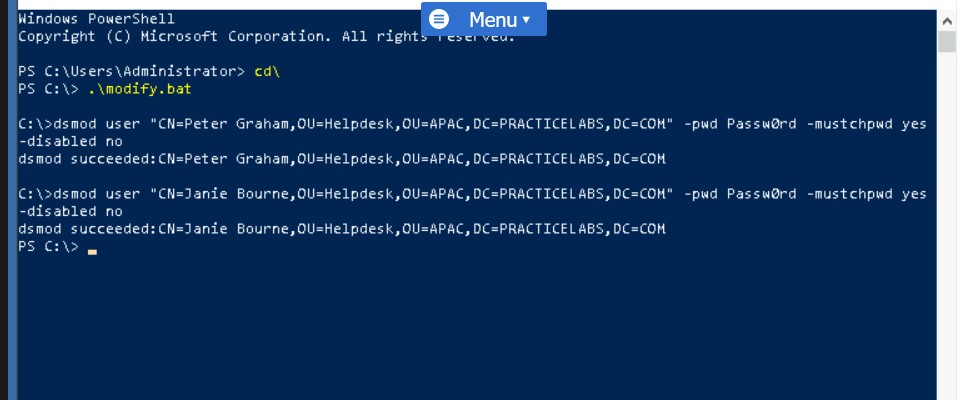 Menu
Windows PowerShell
Copyright (C) Microsoft Corporation. All rights reserved.
PS C:\Users\Administrator> cd\
PS C:\> .\modify.bat
C:\>dsmod user "CN=Peter Graham,OU=Helpdesk,OU=APAC,DC=PRACTICELABS,DC=COM" -pwd Passw0rd -mustchpwd yes
-disabled no
dsmod succeeded:CN=Peter Graham,OU=Helpdesk,OU=APAC,DC=PRACTICELABS,DC=COM
C:\>dsmod user "CN=Janie Bourne,OU=Helpdesk,OU=APAC,DC=PRACTICELABS,DC=COM" -pwd Passw0rd -mustchpwd yes
-disabled no
dsmod succeeded:CN=Janie Bourne,OU=Helpdesk,OU=APAC,DC=PRACTICELABS,DC=COM
PS C:\>